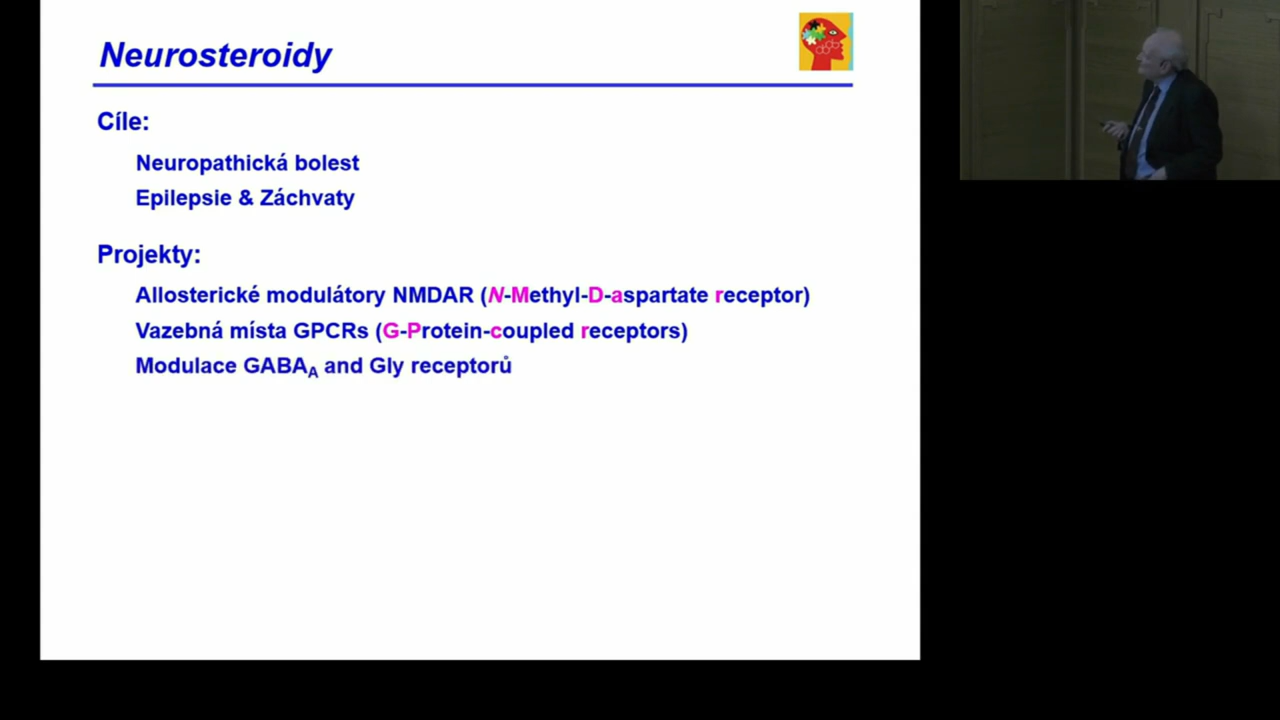 Neurosteroidy
Cíle:
Neuropathická bolest
Epilepsie & Záchvaty
Projekty:
Allosterické modulátory NMDAR (N-Methyl-D-aspartate receptor)
Vazebná místa GPCRs (G-Protein-coupled receptors)
Modulace GABAA and Gly receptorů